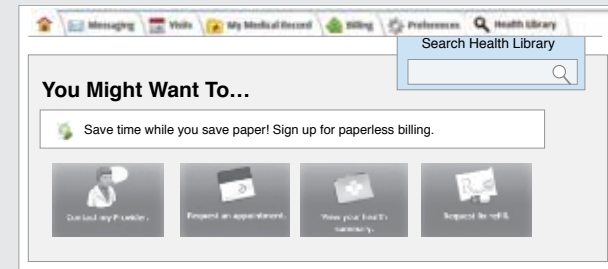 Messaging Visits My Medical Record Billing Preferences Health Library
Search Health Library
You Might Want To…
Save time while you save paper! Sign up for paperless billing.
Contact my Provider.
Request an appointment.
View your health
summary.
Request Rx refill.